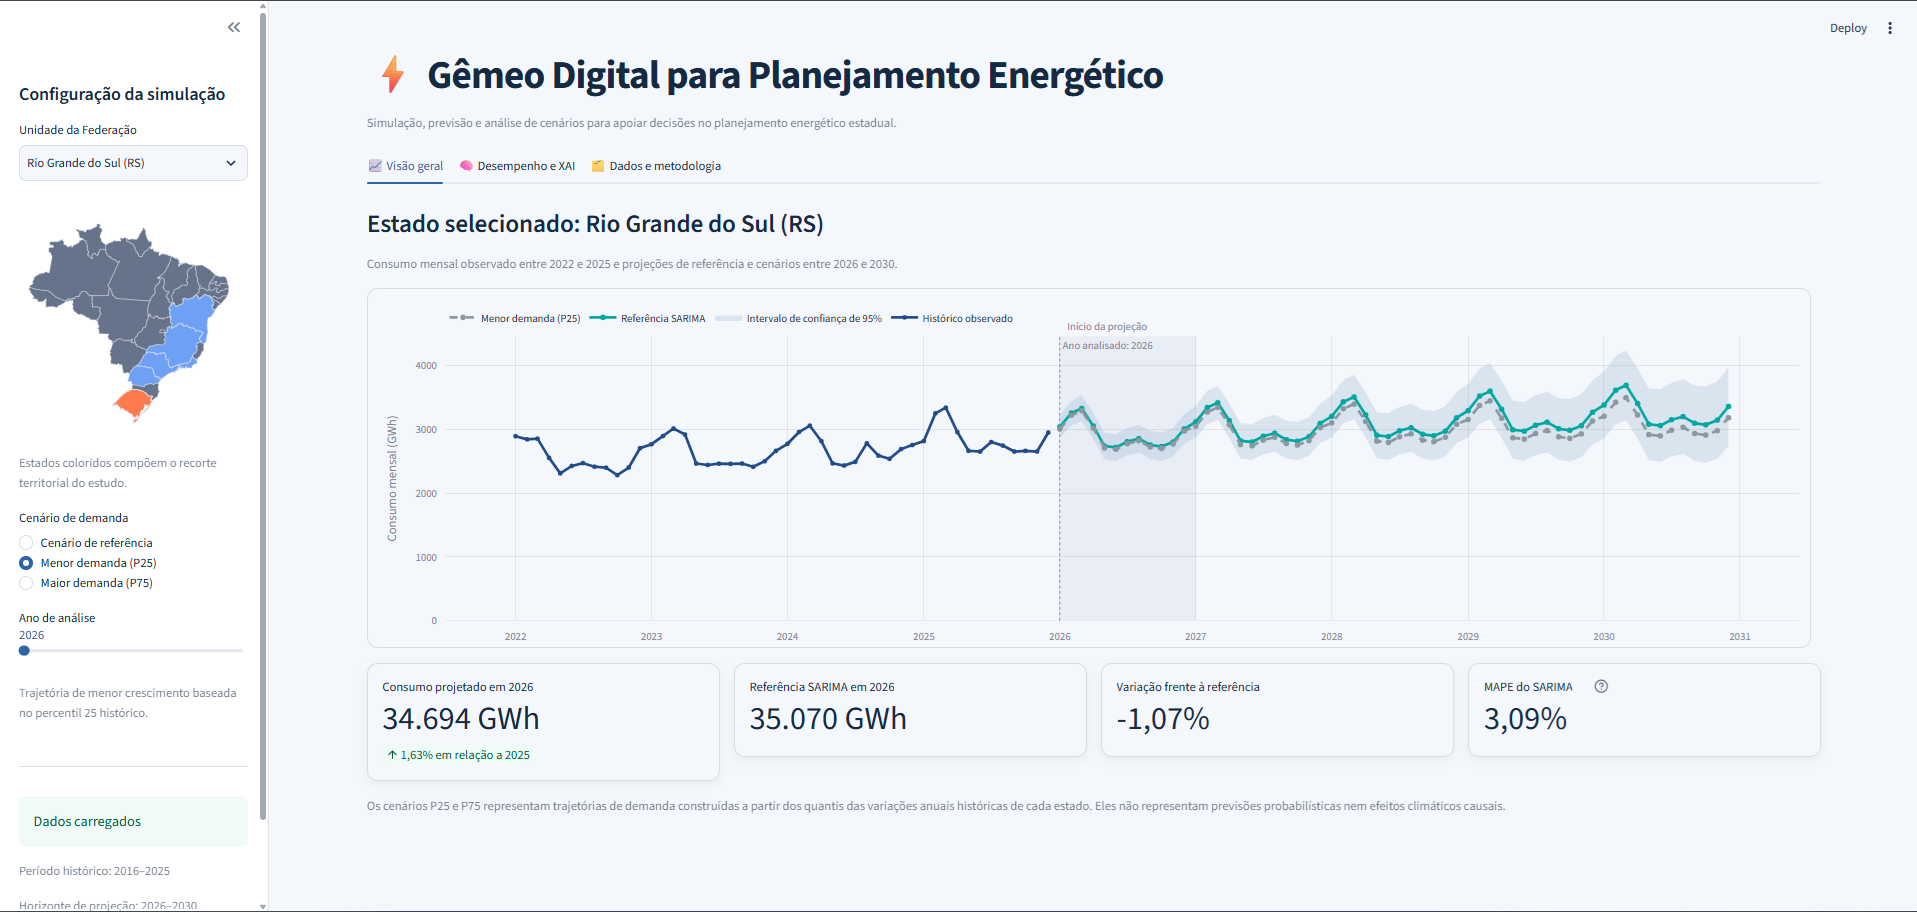 Configuração da simulação
Unidade da Federação
Rio Grande do Sul (RS)
Estados coloridos compõem o recorte
territorial do estudo.
Cenário de demanda
Cenário de referência
Menor demanda (P25)
Maior demanda (P75)
Ano de análise
2026
Trajetória de menor crescimento baseada
no percentil 25 histórico.
Dados carregados
Período histórico: 2016–2025
Horizonte de projeção: 2026–2030
Deploy
Gêmeo Digital para Planejamento Energético
Simulação, previsão e análise de cenários para apoiar decisões no planejamento energético estadual.
Visão geral
Desempenho e XAI
Dados e metodologia
Estado selecionado: Rio Grande do Sul (RS)
Consumo mensal observado entre 2022 e 2025 e projeções de referência e cenários entre 2026 e 2030.
Menor demanda (P25)
Referência SARIMA
Intervalo de confiança de 95%
Histórico observado
Início da projeção
Ano analisado: 2026
Consumo mensal (GWh)
4000
3000
2000
1000
0
2022
2023
2024
2025
2026
2027
2028
2029
2030
2031
Consumo projetado em 2026
34.694 GWh
↑ 1,63% em relação a 2025
Referência SARIMA em 2026
35.070 GWh
Variação frente à referência
-1,07%
MAPE do SARIMA
3,09%
Os cenários P25 e P75 representam trajetórias de demanda construídas a partir dos quantis das variações anuais históricas de cada estado. Eles não representam previsões probabilísticas nem efeitos climáticos causais.